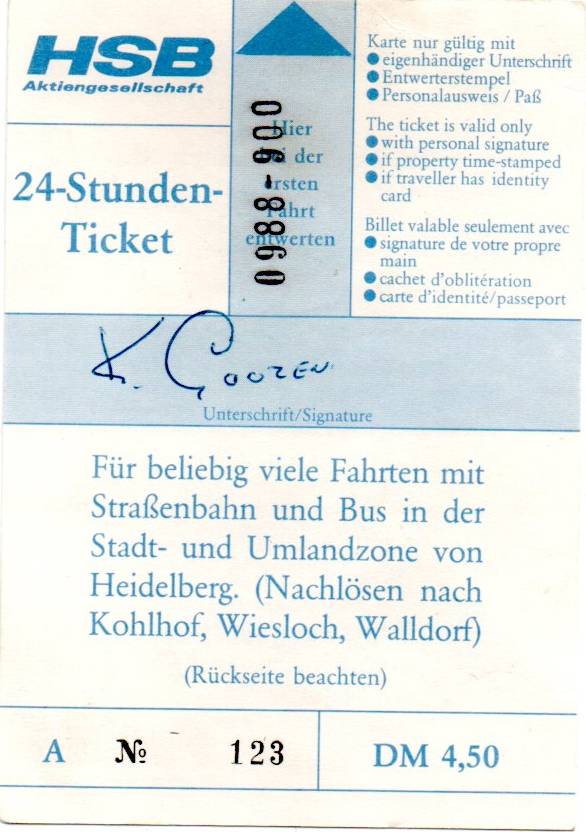 HSB
Aktiengesellschaft
24-Stunden-
Ticket
Hier
bei der
ersten
Fahrt
entwerten
0988-900
Karte nur gültig mit
● eigenhändiger Unterschrift
● Entwerterstempel
● Personalausweis / Paß
The ticket is valid only
● with personal signature
● if property time-stamped
● if traveller has identity
card
Billet valable seulement avec
● signature de votre propre
main
● cachet d'oblitération
● carte d'identité/passeport
K. Goozen
Unterschrift/Signature
Für beliebig viele Fahrten mit
Straßenbahn und Bus in der
Stadt- und Umlandzone von
Heidelberg. (Nachlösen nach
Kohlhof, Wiesloch, Walldorf)
(Rückseite beachten)
A № 123
DM 4,50